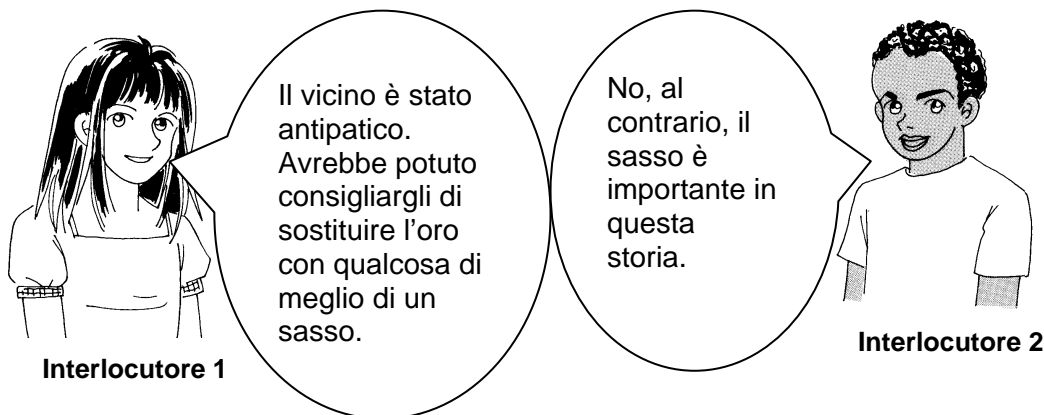 Il vicino è stato
antipatico.
Avrebbe potuto
consigliargli di
sostituire l’oro
con qualcosa di
meglio di un
sasso.
Interlocutore 1
No, al
contrario, il
sasso è
importante in
questa
storia.
Interlocutore 2